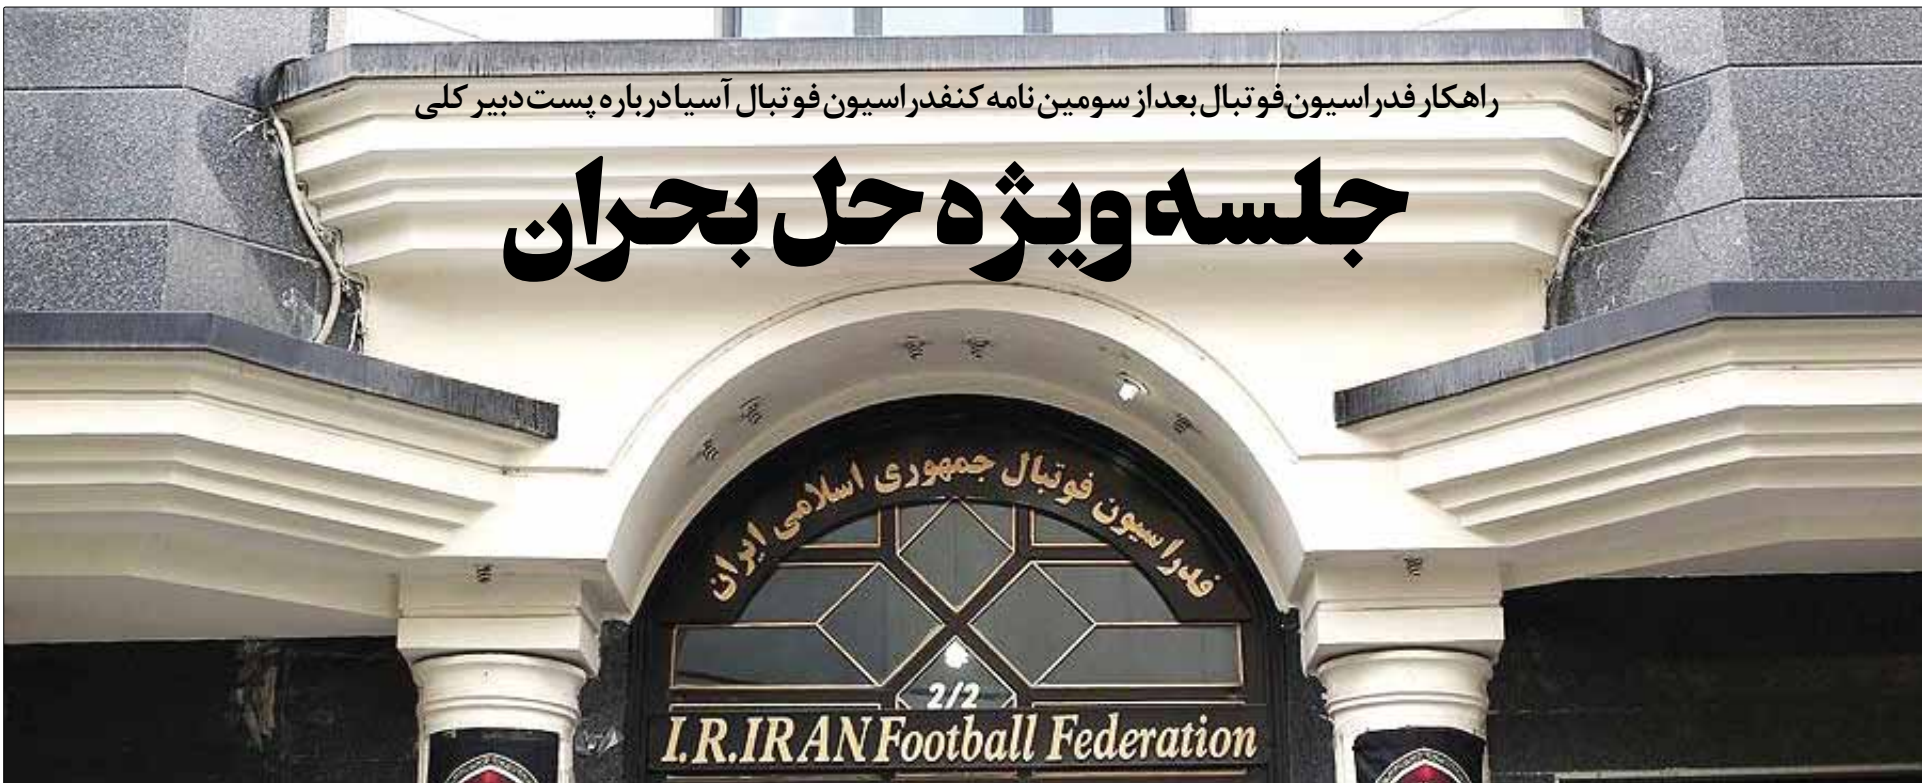 راهکار فدراسیون فوتبال بعد از سومین نامه کنفدراسیون فوتبال آسیا درباره پست دبیر کلی
جلسه ویژه حل بحران
فدراسیون فوتبال جمهوری اسلامی ایران
2/2
I.R.IRAN Football Federation